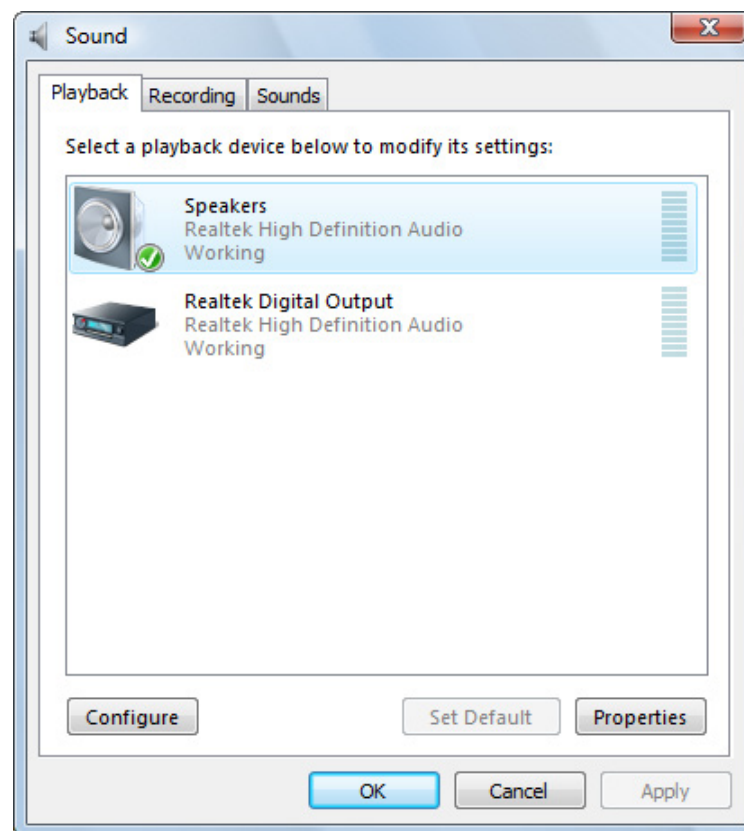 Sound
Playback Recording Sounds
Select a playback device below to modify its settings:
Speakers
Realtek High Definition Audio
Working
Realtek Digital Output
Realtek High Definition Audio
Working
Configure Set Default Properties
OK Cancel Apply